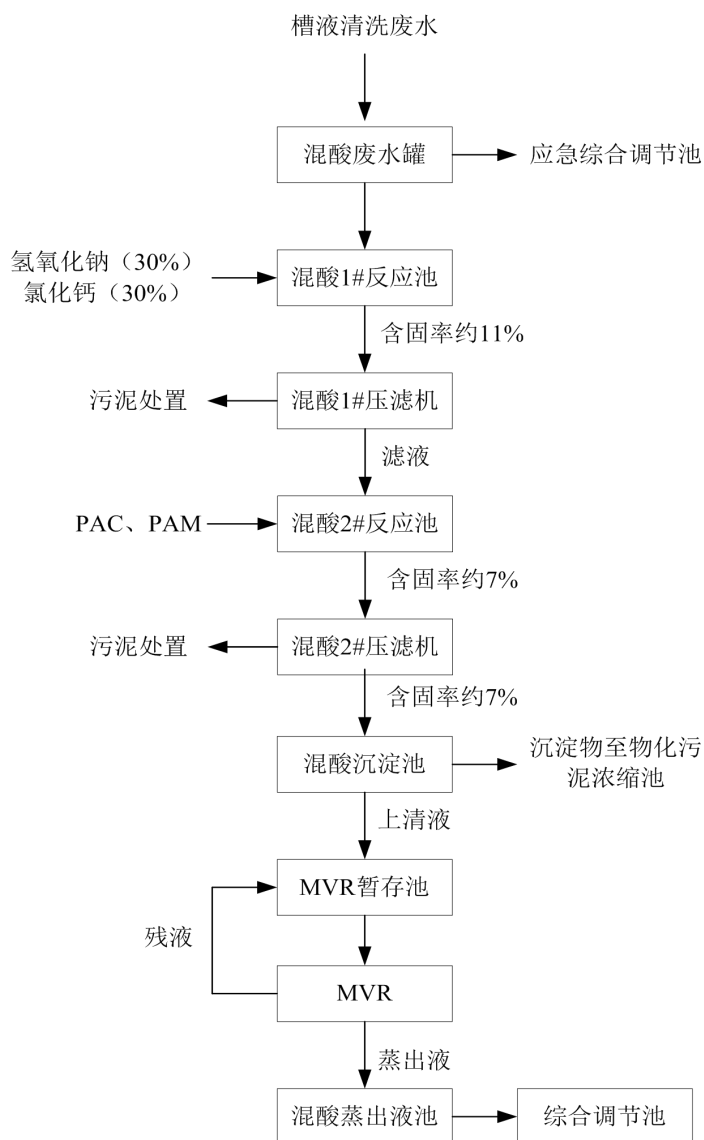 槽液清洗废水
混酸废水罐
应急综合调节池
氢氧化钠（30%）
氯化钙（30%）
混酸1#反应池
含固率约11%
污泥处置
混酸1#压滤机
滤液
PAC、PAM
混酸2#反应池
含固率约7%
污泥处置
混酸2#压滤机
含固率约7%
混酸沉淀池
沉淀物至物化污
泥浓缩池
上清液
MVR暂存池
残液
MVR
蒸出液
混酸蒸出液池
综合调节池